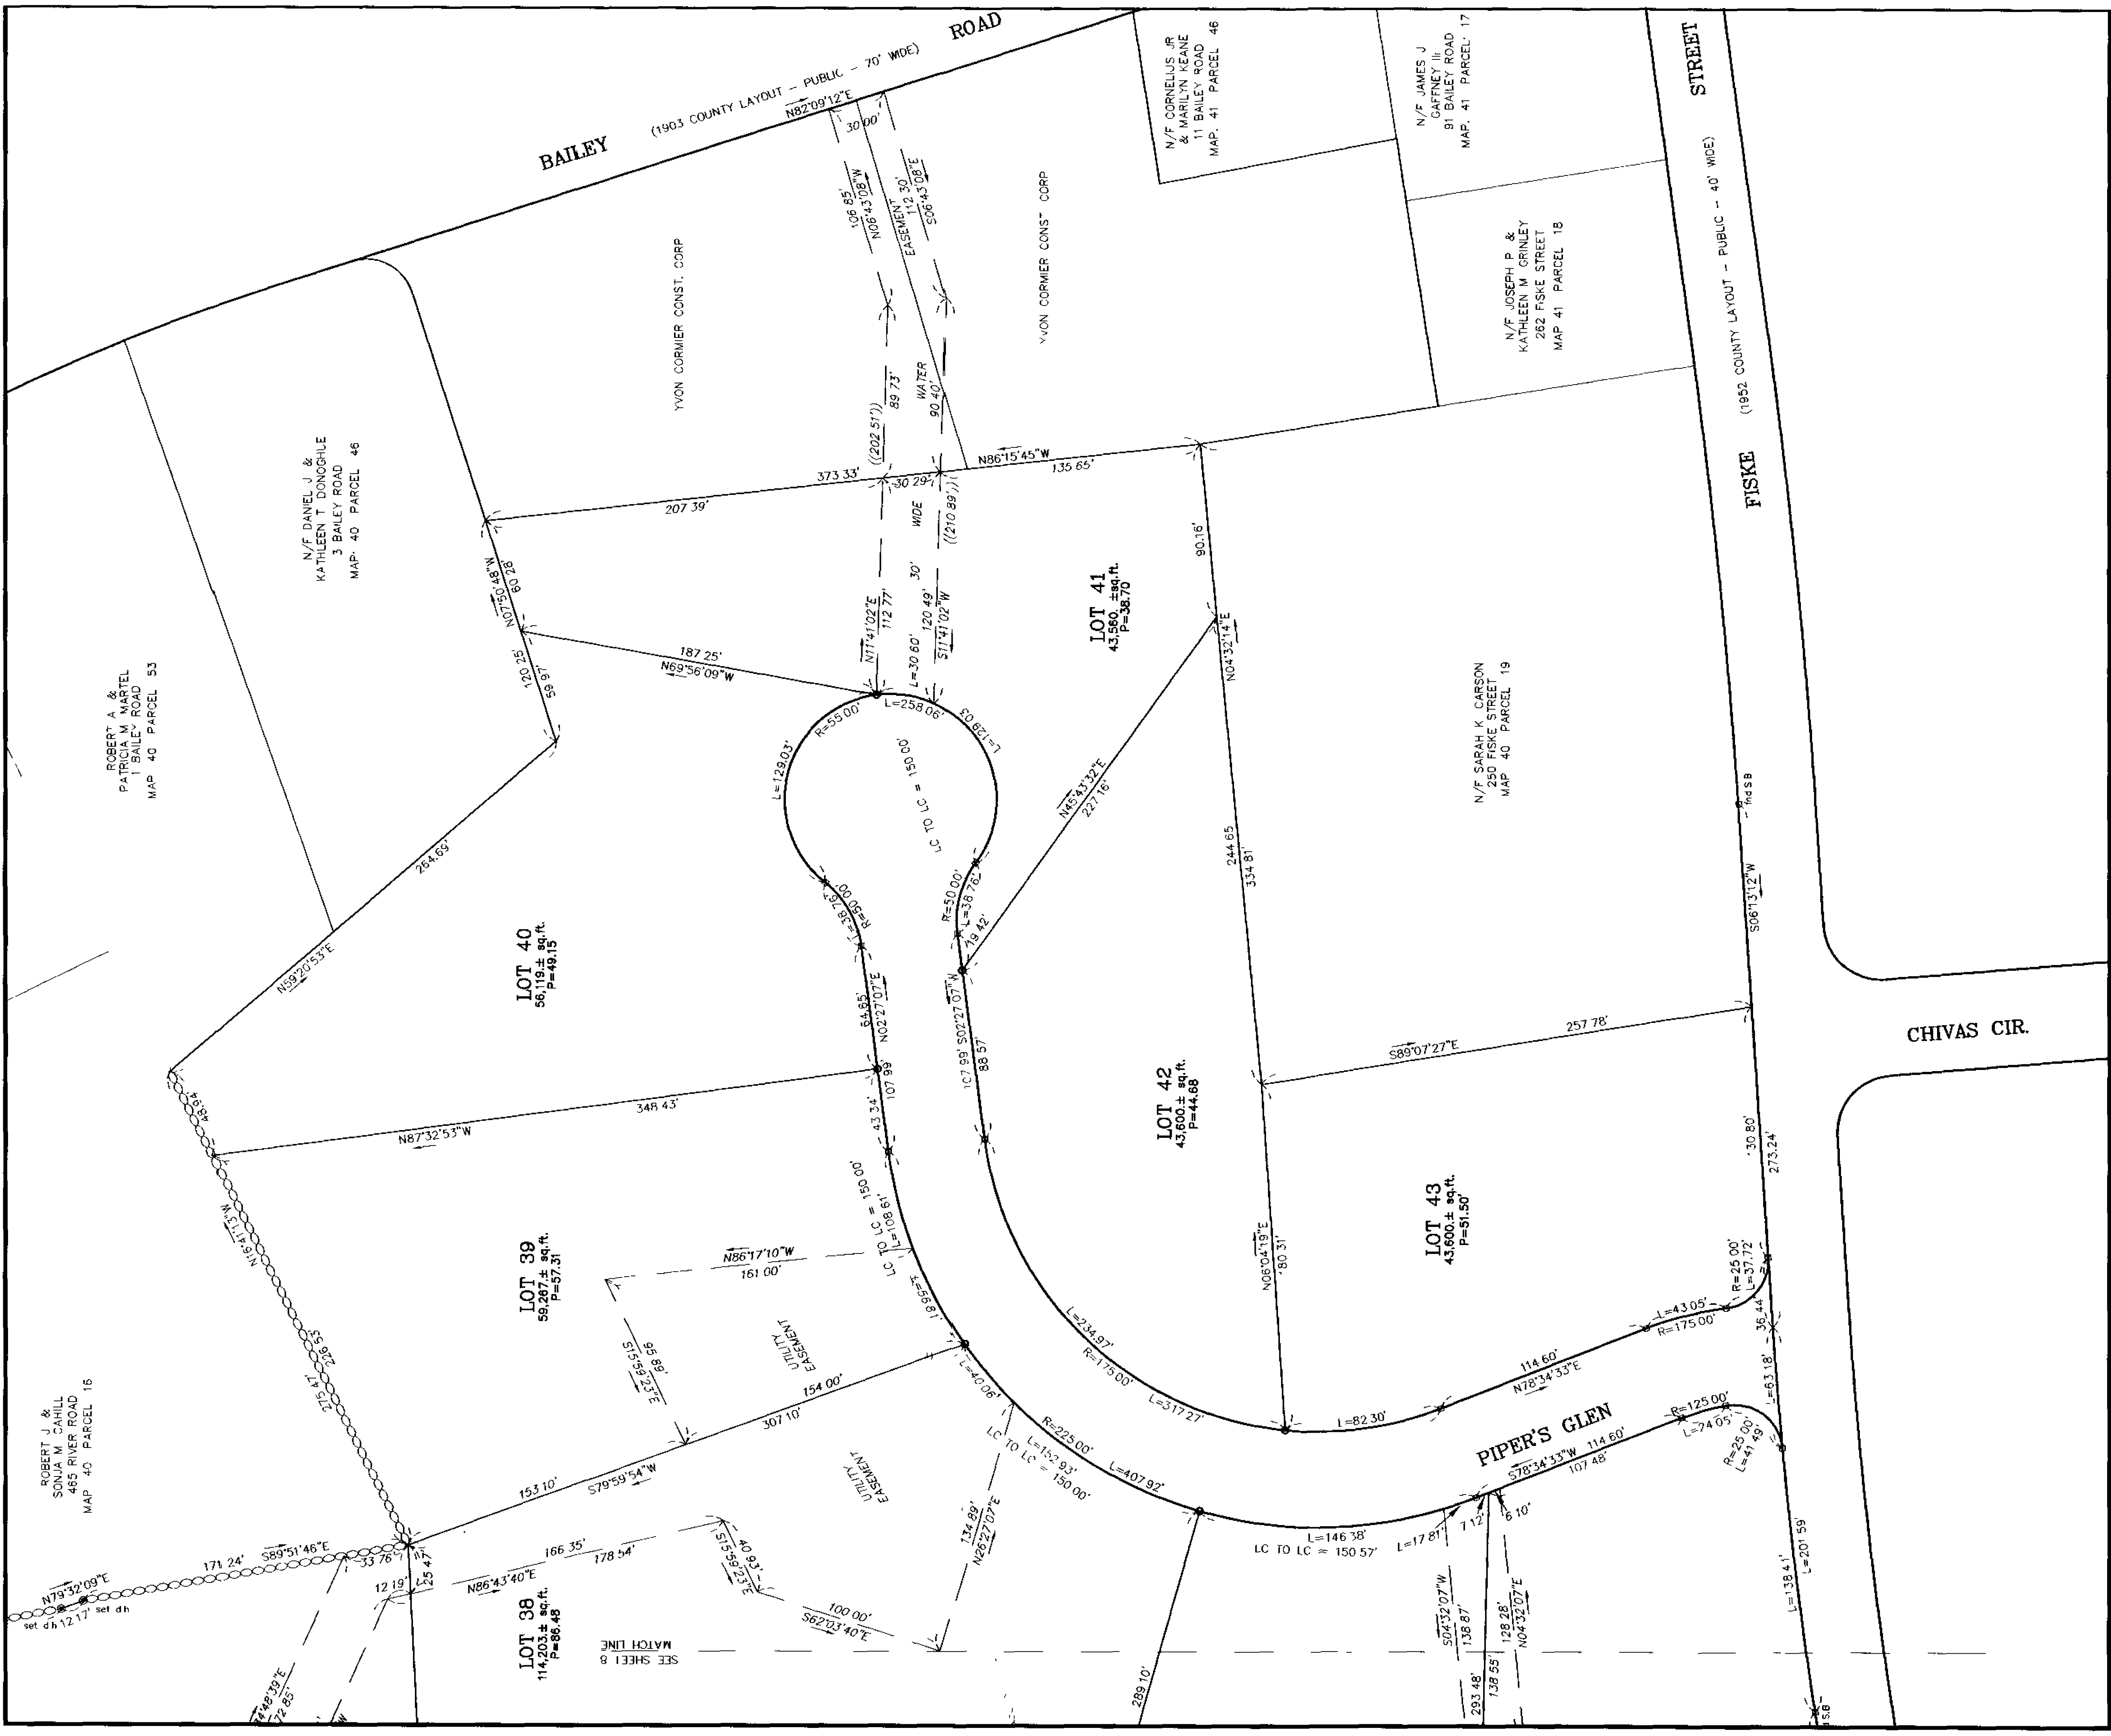 BAILEY
(1903 COUNTY LAYOUT - PUBLIC - 70' WIDE)
ROAD
N82°09'12"E
30 00'
106 85'
N06°43'08"W
EASEMENT
112 30'
S06°43'08"E
N/F CORNELIUS JR
& MARILYN KEANE
11 BAILEY ROAD
MAP. 41 PARCEL 46
N/F JAMES J
GAFFNEY III
91 BAILEY ROAD
MAP. 41 PARCEL 17
STREET
(1952 COUNTY LAYOUT - PUBLIC - 40' WIDE)
FISKE
N/F JOSEPH P &
KATHLEEN M GRINLEY
262 FISKE STREET
MAP 41 PARCEL 18
YVON CORMIER CONST. CORP
YVON CORMIER CONST CORP
N/F DANIEL J &
KATHLEEN T DONOGHUE
3 BAILEY ROAD
MAP. 40 PARCEL 46
ROBERT A &
PATRICIA M MARTEL
1 BAILEY ROAD
MAP 40 PARCEL 53
((202 51'))
89 73'
WATER
90 40'
373 33'
207 39'
30 29'
N86°15'45"W
135 65'
WIDE
((210 89'))
N07°50'48"W
60 28'
120 25'
59 97'
187 25'
N69°56'09"W
N11°41'02"E
112 77'
L=30 60'
120 49'
30'
S11°41'02"W
LOT 41
43,560. ±sq.ft.
P=38.70
90.16'
N04°32'14"E
N/F SARAH K CARSON
250 FISKE STREET
MAP 40 PARCEL 19
264.69'
N59°20'53"E
L=129.03'
R=55 00'
L=258.06'
L=129 03
LC TO LC = 150 00'
N45°43'32"E
227 16'
244 65
334 81'
fnd S B
S06°13'12"W
L=38.76'
R=50 00'
R=50 00'
L=38 76'
19 42'
LOT 40
56,119.± sq.ft.
P=49.15
64.65'
N02°27'07"E
107 99'
43 34'
107 99' S02°27'07"W
88 57'
48.94'
348 43'
N87°32'53"W
257 78'
S89°07'27"E
CHIVAS CIR.
LOT 42
43,600.± sq.ft.
P=44.68
N16°41'13"W
226.53'
275 47'
LOT 39
59,267.± sq.ft.
P=57.31
N86°17'10"W
161 00'
LC TO LC = 150 00'
L=108 61'
S15°59'23"E
95 89'
UTILITY
EASEMENT
154 00'
307 10'
153 10'
S79°59'54"W
L=40 06'
L=234.97'
R=175 00'
L=317 27'
N06°04'19"E
180 31'
LOT 43
43,600.± sq.ft.
P=51.50'
130 80'
273.24'
L=43 05'
R=175 00'
R=25 00'
L=37.72'
36 44'
L=63 18'
114 60'
N78°34'33"E
L=82 30'
PIPER'S GLEN
S78°34'33"W 114 60'
107 48'
R=125 00'
L=24 05'
R=25 00'
L=41 49'
ROBERT J &
SONJA M CAHILL
465 RIVER ROAD
MAP 40 PARCEL 16
171 24'
S89°51'46"E
33 76'
N79°32'09"E
set dh 12 17'
set dh
12 19'
25 47'
N86°43'40"E
166 35'
178 54'
UTILITY
EASEMENT
R=225 00'
L=152 93'
LC TO LC = 150 00'
L=407 92'
134 89'
N26°27'07"E
S15°59'23"E
40 63'
100 00'
S62°03'40"E
LOT 38
114,203.± sq.ft.
P=86.48
SEE SHEET 8
MATCH LINE
L=146 38'
LC TO LC = 150 57'
L=17 81'
7 12'
6 10'
289 10'
S04°32'07"W
138 87'
293 48'
138 55'
128 28'
N04°32'07"E
L=138 41'
L=201 59'
72 85'